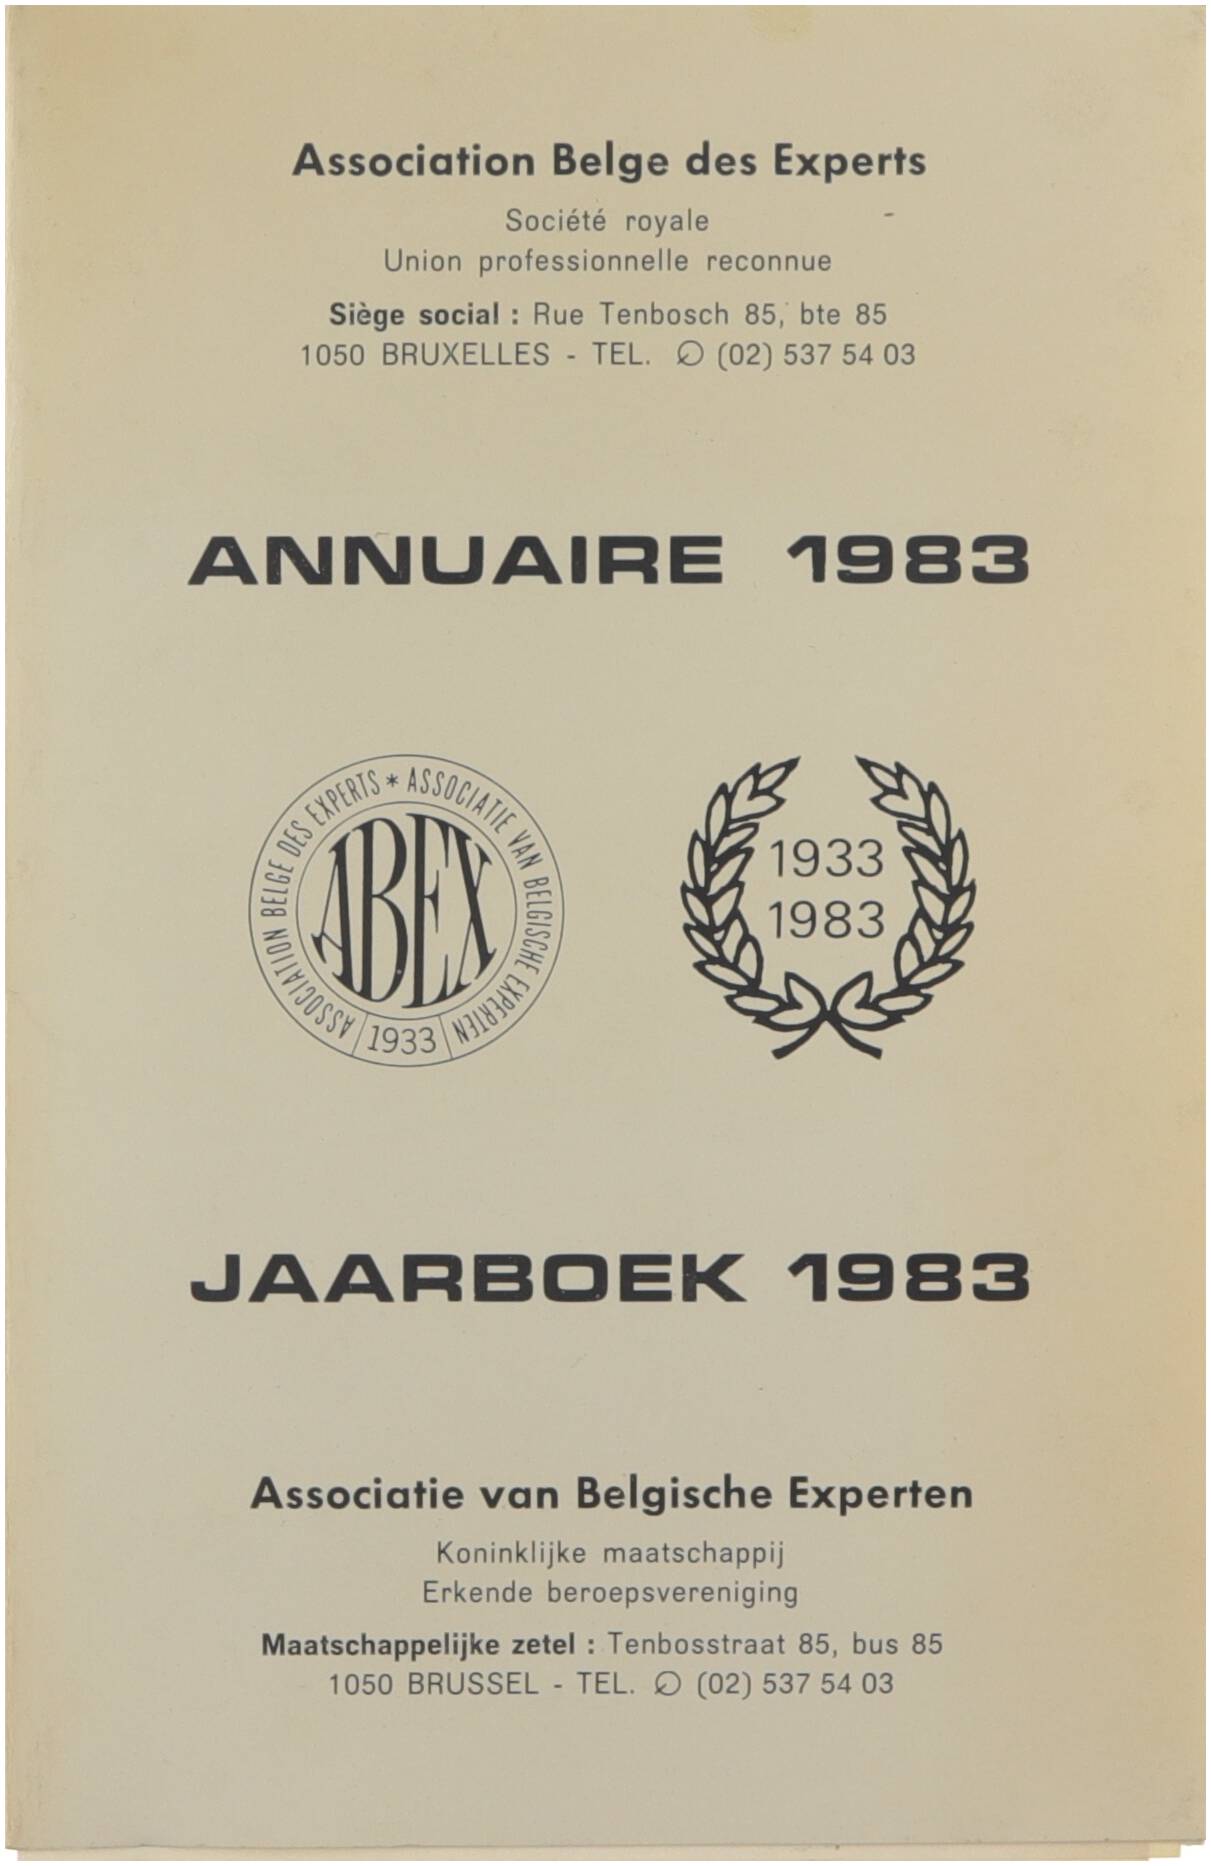 Association Belge des Experts
Société royale
Union professionnelle reconnue
Siège social : Rue Tenbosch 85, bte 85
1050 BRUXELLES - TEL. (02) 537 54 03
ANNUAIRE 1983
ASSOCIATION BELGE DES EXPERTS * ASSOCIATIE VAN BELGISCHE EXPERTEN
ABEX
1933
1933
1983
JAARBOEK 1983
Associatie van Belgische Experten
Koninklijke maatschappij
Erkende beroepsvereniging
Maatschappelijke zetel : Tenbosstraat 85, bus 85
1050 BRUSSEL - TEL. (02) 537 54 03